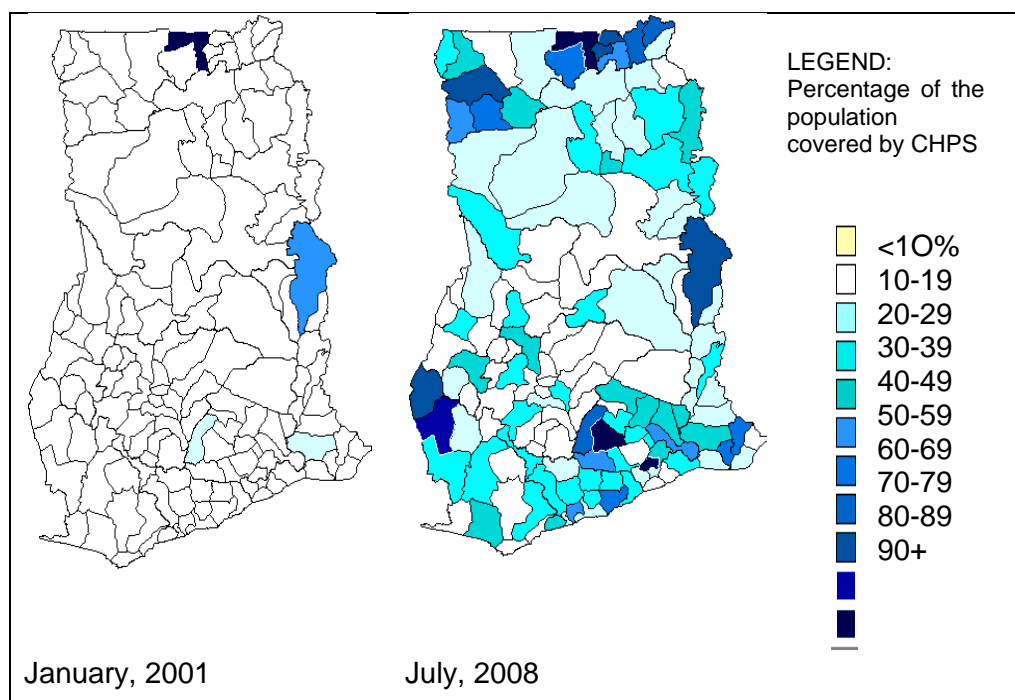 LEGEND:
Percentage of the
population
covered by CHPS
<1O%
10-19
20-29
30-39
40-49
50-59
60-69
70-79
80-89
90+
January, 2001
July, 2008